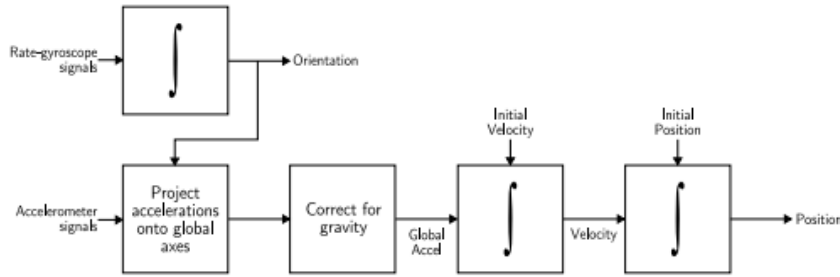 Rate-gyroscope
signals
Orientation
Initial
Velocity
Initial
Position
Accelerometer
signals
Project
accelerations
onto global
axes
Correct for
gravity
Global
Accel
Velocity
Position